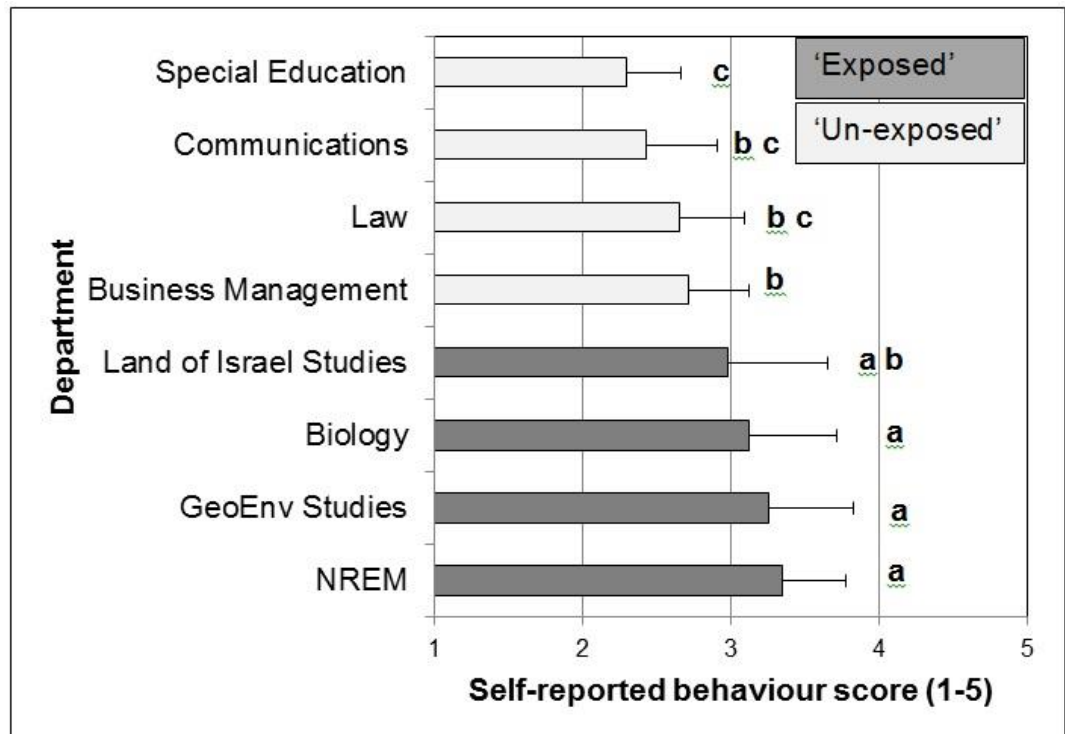 Special Education c
Communications b c
Law b c
Business Management b
Land of Israel Studies a b
Biology a
GeoEnv Studies a
NREM a
Department
'Exposed'
'Un-exposed'
1 2 3 4 5
Self-reported behaviour score (1-5)